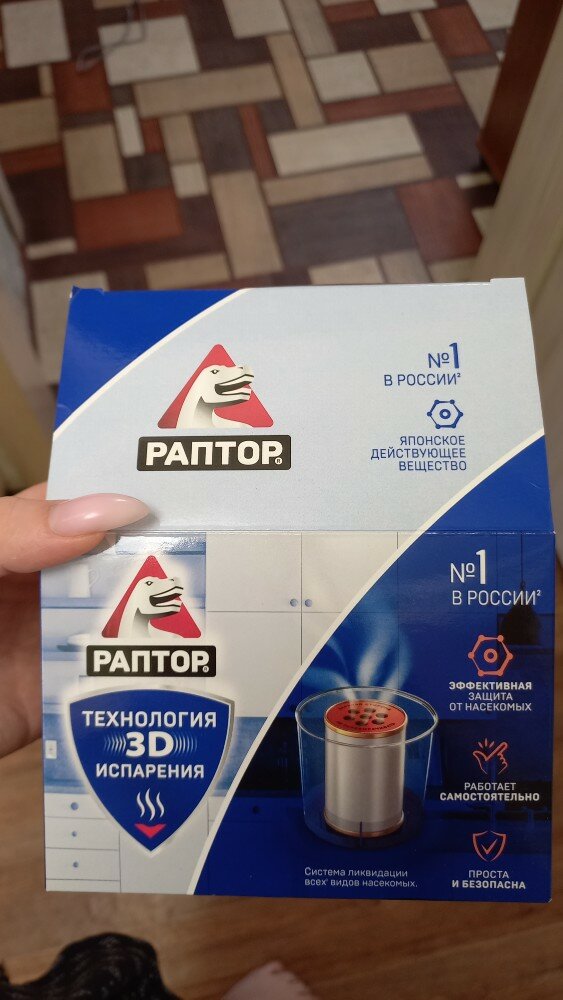 РАПТОР®
№1
В РОССИИ²
ЯПОНСКОЕ
ДЕЙСТВУЮЩЕЕ
ВЕЩЕСТВО
РАПТОР®
ТЕХНОЛОГИЯ
3D
ИСПАРЕНИЯ
№1
В РОССИИ²
ЭФФЕКТИВНАЯ
ЗАЩИТА
ОТ НАСЕКОМЫХ
РАБОТАЕТ
САМОСТОЯТЕЛЬНО
ПРОСТА
И БЕЗОПАСНА
Система ликвидации
всех¹ видов насекомых.